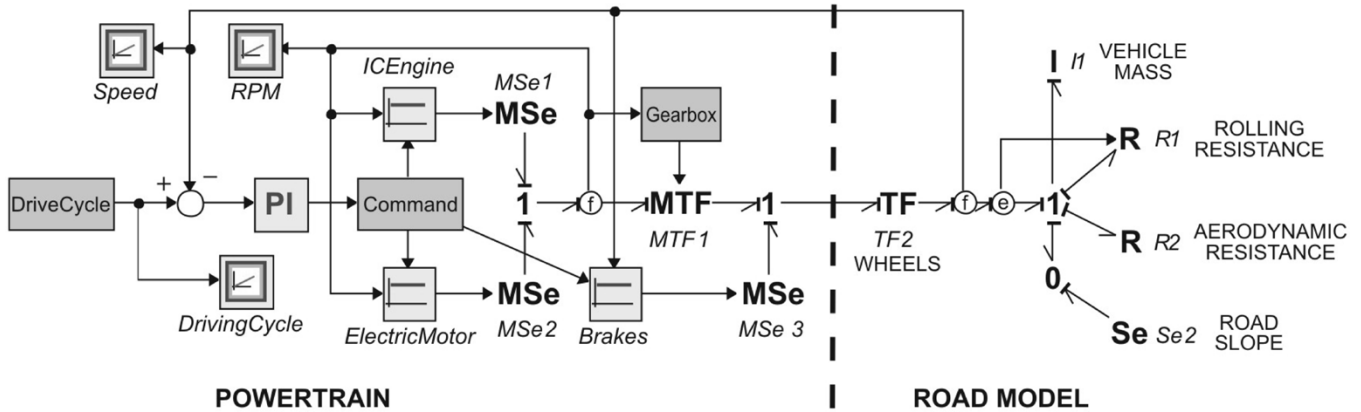 Speed
RPM
ICEngine
MSe1
MSe
Gearbox
I I1 VEHICLE
MASS
R R1 ROLLING
RESISTANCE
DriveCycle
+
−
PI
Command
1
f
MTF
MTF1
1
TF
TF2
WHEELS
f
e
1
R R2 AERODYNAMIC
RESISTANCE
0
DrivingCycle
ElectricMotor
MSe
MSe2
Brakes
MSe
MSe 3
Se Se2 ROAD
SLOPE
POWERTRAIN
ROAD MODEL